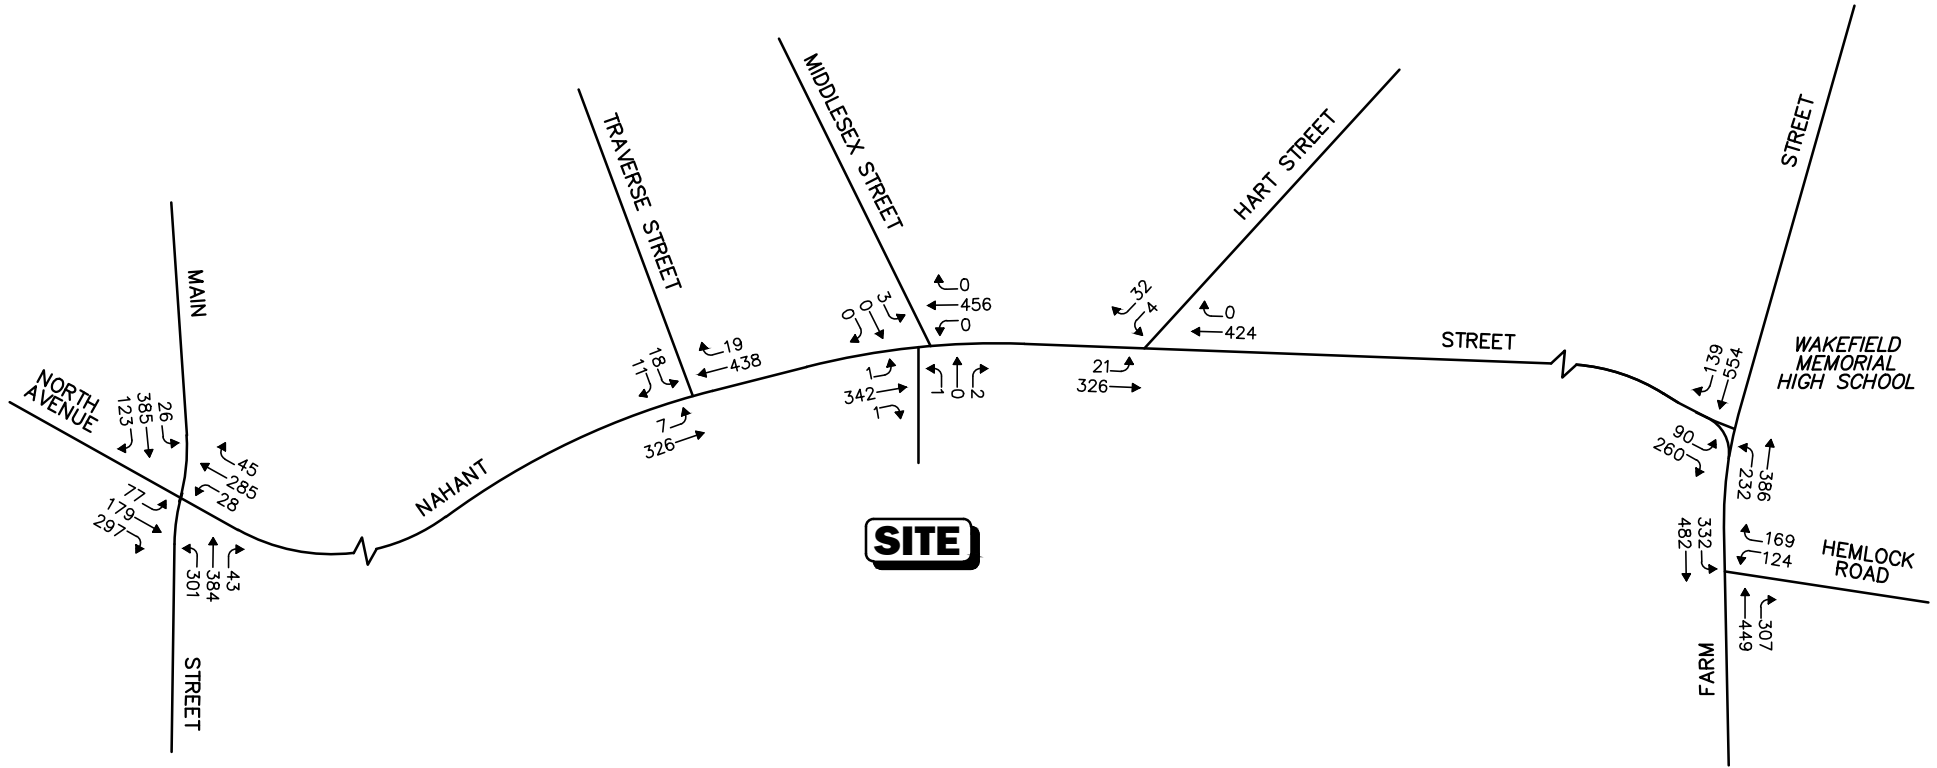 MAIN
STREET
NORTH
AVENUE
123
385
26
45
285
28
77
179
297
301
384
43
NAHANT
STREET
TRAVERSE STREET
11
18
19
438
7
326
MIDDLESEX STREET
0
0
3
0
456
0
1
342
1
1
0
2
SITE
HART STREET
32
4
0
424
21
326
STREET
FARM
139
554
90
260
232
386
WAKEFIELD
MEMORIAL
HIGH SCHOOL
482
332
169
124
HEMLOCK
ROAD
449
307